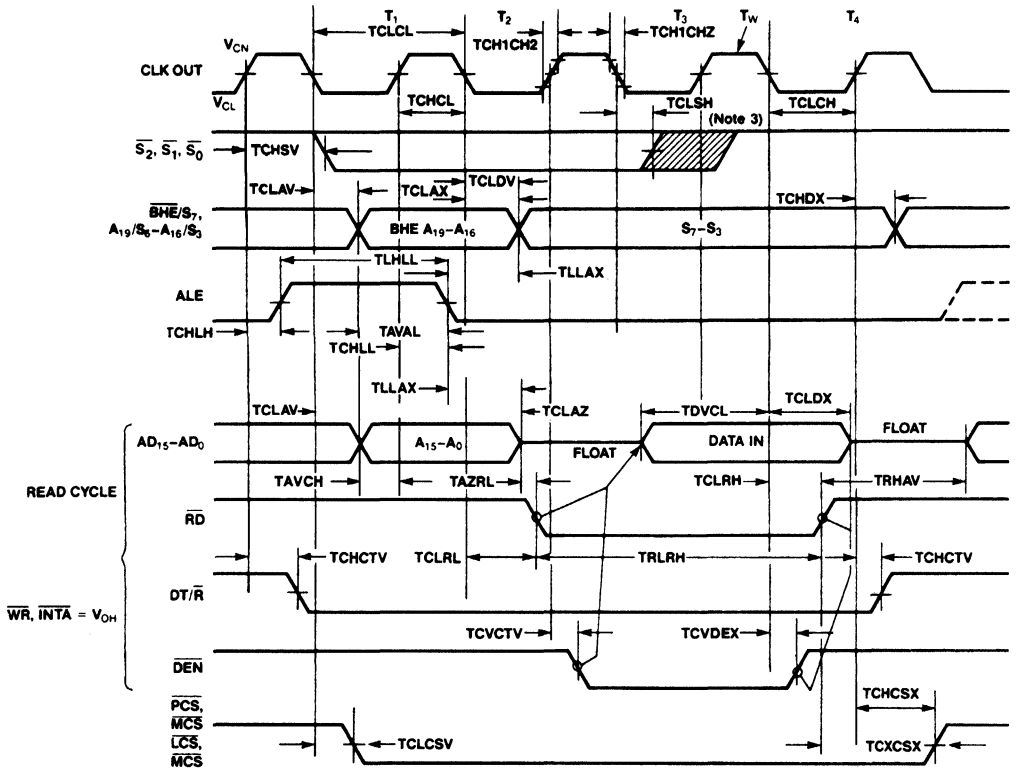 T1 T2 T3 TW T4
TCLCL
TCH1CH2
TCH1CHZ
VCN
CLK OUT
VCL
TCHCL
TCLSH
(Note 3)
TCLCH
S2, S1, S0
TCHSV
TCLAV
TCLAX
TCLDV
TCHDX
BHE/S7,
A19/S6–A16/S3
BHE A19–A16
S7–S3
TLHLL
TLLAX
ALE
TCHLH
TAVAL
TCHLL
TLLAX
TCLAV
TCLAZ
TDVCL
TCLDX
AD15–AD0
A15–A0
FLOAT
DATA IN
FLOAT
READ CYCLE
TAVCH
TAZRL
TCLRH
TRHAV
RD
TCHCTV
TCLRL
TRLRH
TCHCTV
DT/R
WR, INTA = VOH
TCVCTV
TCVDEX
DEN
PCS,
MCS
TCHCSX
LCS,
MCS
TCLCSV
TCXCSX